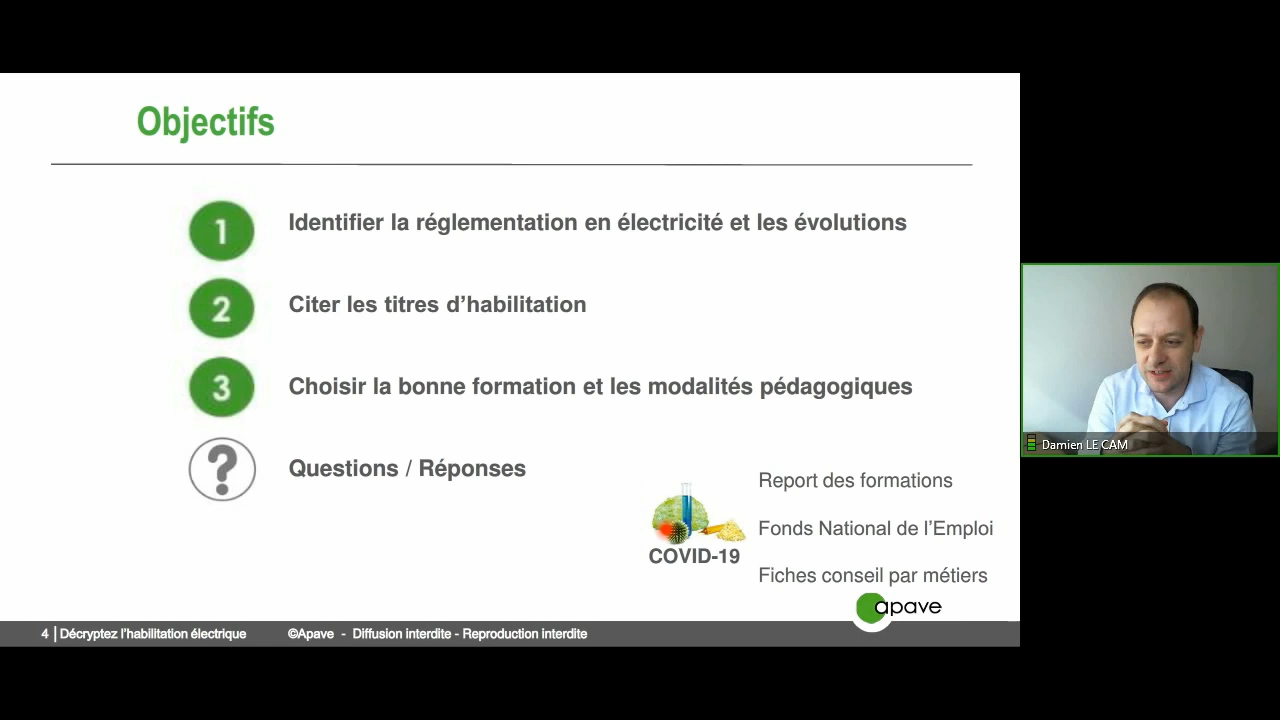 Objectifs
1 Identifier la réglementation en électricité et les évolutions
2 Citer les titres d’habilitation
3 Choisir la bonne formation et les modalités pédagogiques
? Questions / Réponses
COVID-19
Report des formations
Fonds National de l’Emploi
Fiches conseil par métiers
apave
4 | Décryptez l’habilitation électrique ©Apave - Diffusion interdite - Reproduction interdite
Damien LE CAM